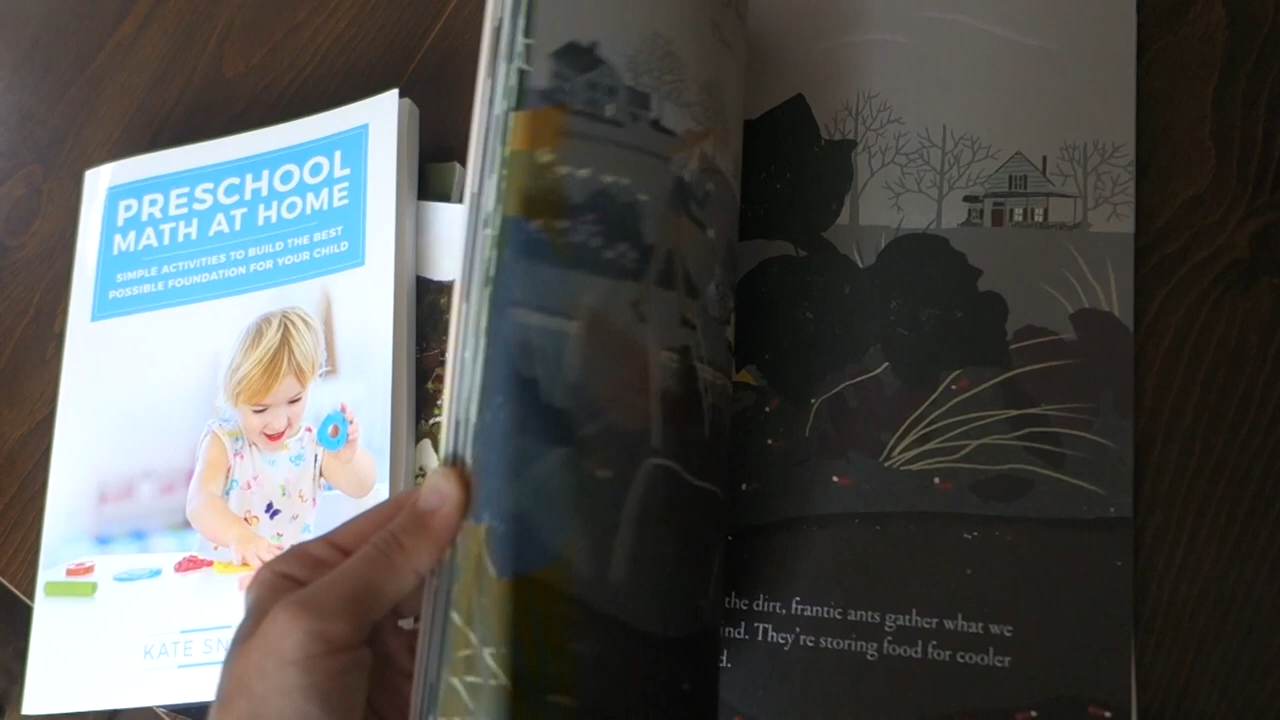 PRESCHOOL
MATH AT HOME
SIMPLE ACTIVITIES TO BUILD THE BEST
POSSIBLE FOUNDATION FOR YOUR CHILD
KATE SN
the dirt, frantic ants gather what we
ind. They're storing food for cooler
d.